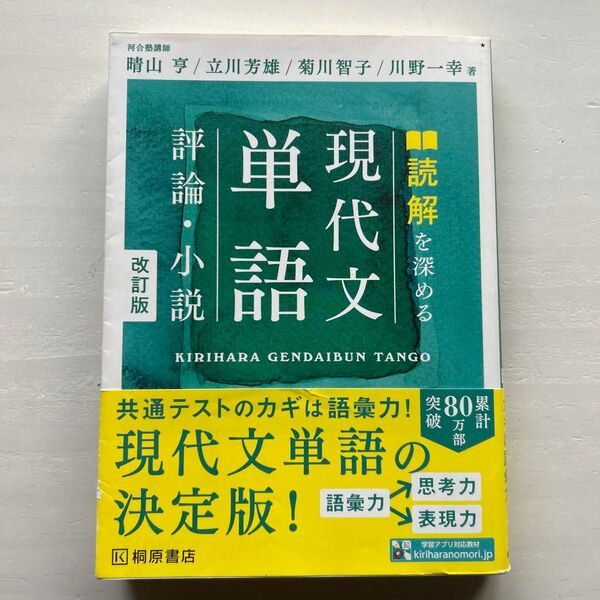 河合塾講師
晴山 亨/立川芳雄/菊川智子/川野一幸 著
読解を深める
現代文
単語
評論・小説
改訂版
KIRIHARA GENDAIBUN TANGO
共通テストのカギは語彙力!
現代文単語の
決定版!
累計
80万部
突破
語彙力
思考力
表現力
桐原書店
学習アプリ対応教材
kiriharanomori.jp